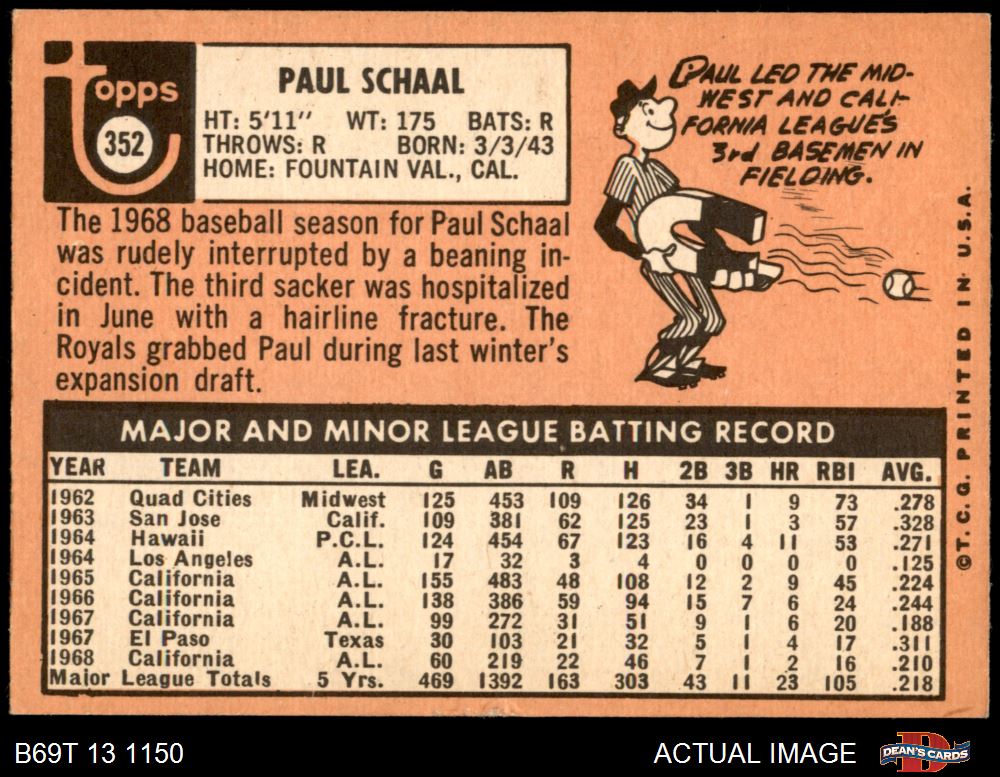 topps
352
PAUL SCHAAL
HT: 5'11" WT: 175 BATS: R
THROWS: R BORN: 3/3/43
HOME: FOUNTAIN VAL., CAL.
The 1968 baseball season for Paul Schaal
was rudely interrupted by a beaning in-
cident. The third sacker was hospitalized
in June with a hairline fracture. The
Royals grabbed Paul during last winter's
expansion draft.
PAUL LED THE MID-
WEST AND CALI-
FORNIA LEAGUE'S
3rd BASEMEN IN
FIELDING.
©T. C. G. PRINTED IN U.S.A.
MAJOR AND MINOR LEAGUE BATTING RECORD
YEAR TEAM LEA. G AB R H 2B 3B HR RBI AVG.
1962 Quad Cities Midwest 125 453 109 126 34 1 9 73 .278
1963 San Jose Calif. 109 381 62 125 23 1 3 57 .328
1964 Hawaii P.C.L. 124 454 67 123 16 4 11 53 .271
1964 Los Angeles A.L. 17 32 3 4 0 0 0 0 .125
1965 California A.L. 155 483 48 108 12 2 9 45 .224
1966 California A.L. 138 386 59 94 15 7 6 24 .244
1967 California A.L. 99 272 31 51 9 1 6 20 .188
1967 El Paso Texas 30 103 21 32 5 1 4 17 .311
1968 California A.L. 60 219 22 46 7 1 2 16 .210
Major League Totals 5 Yrs. 469 1392 163 303 43 11 23 105 .218
B69T 13 1150
ACTUAL IMAGE
DEAN'S CARDS